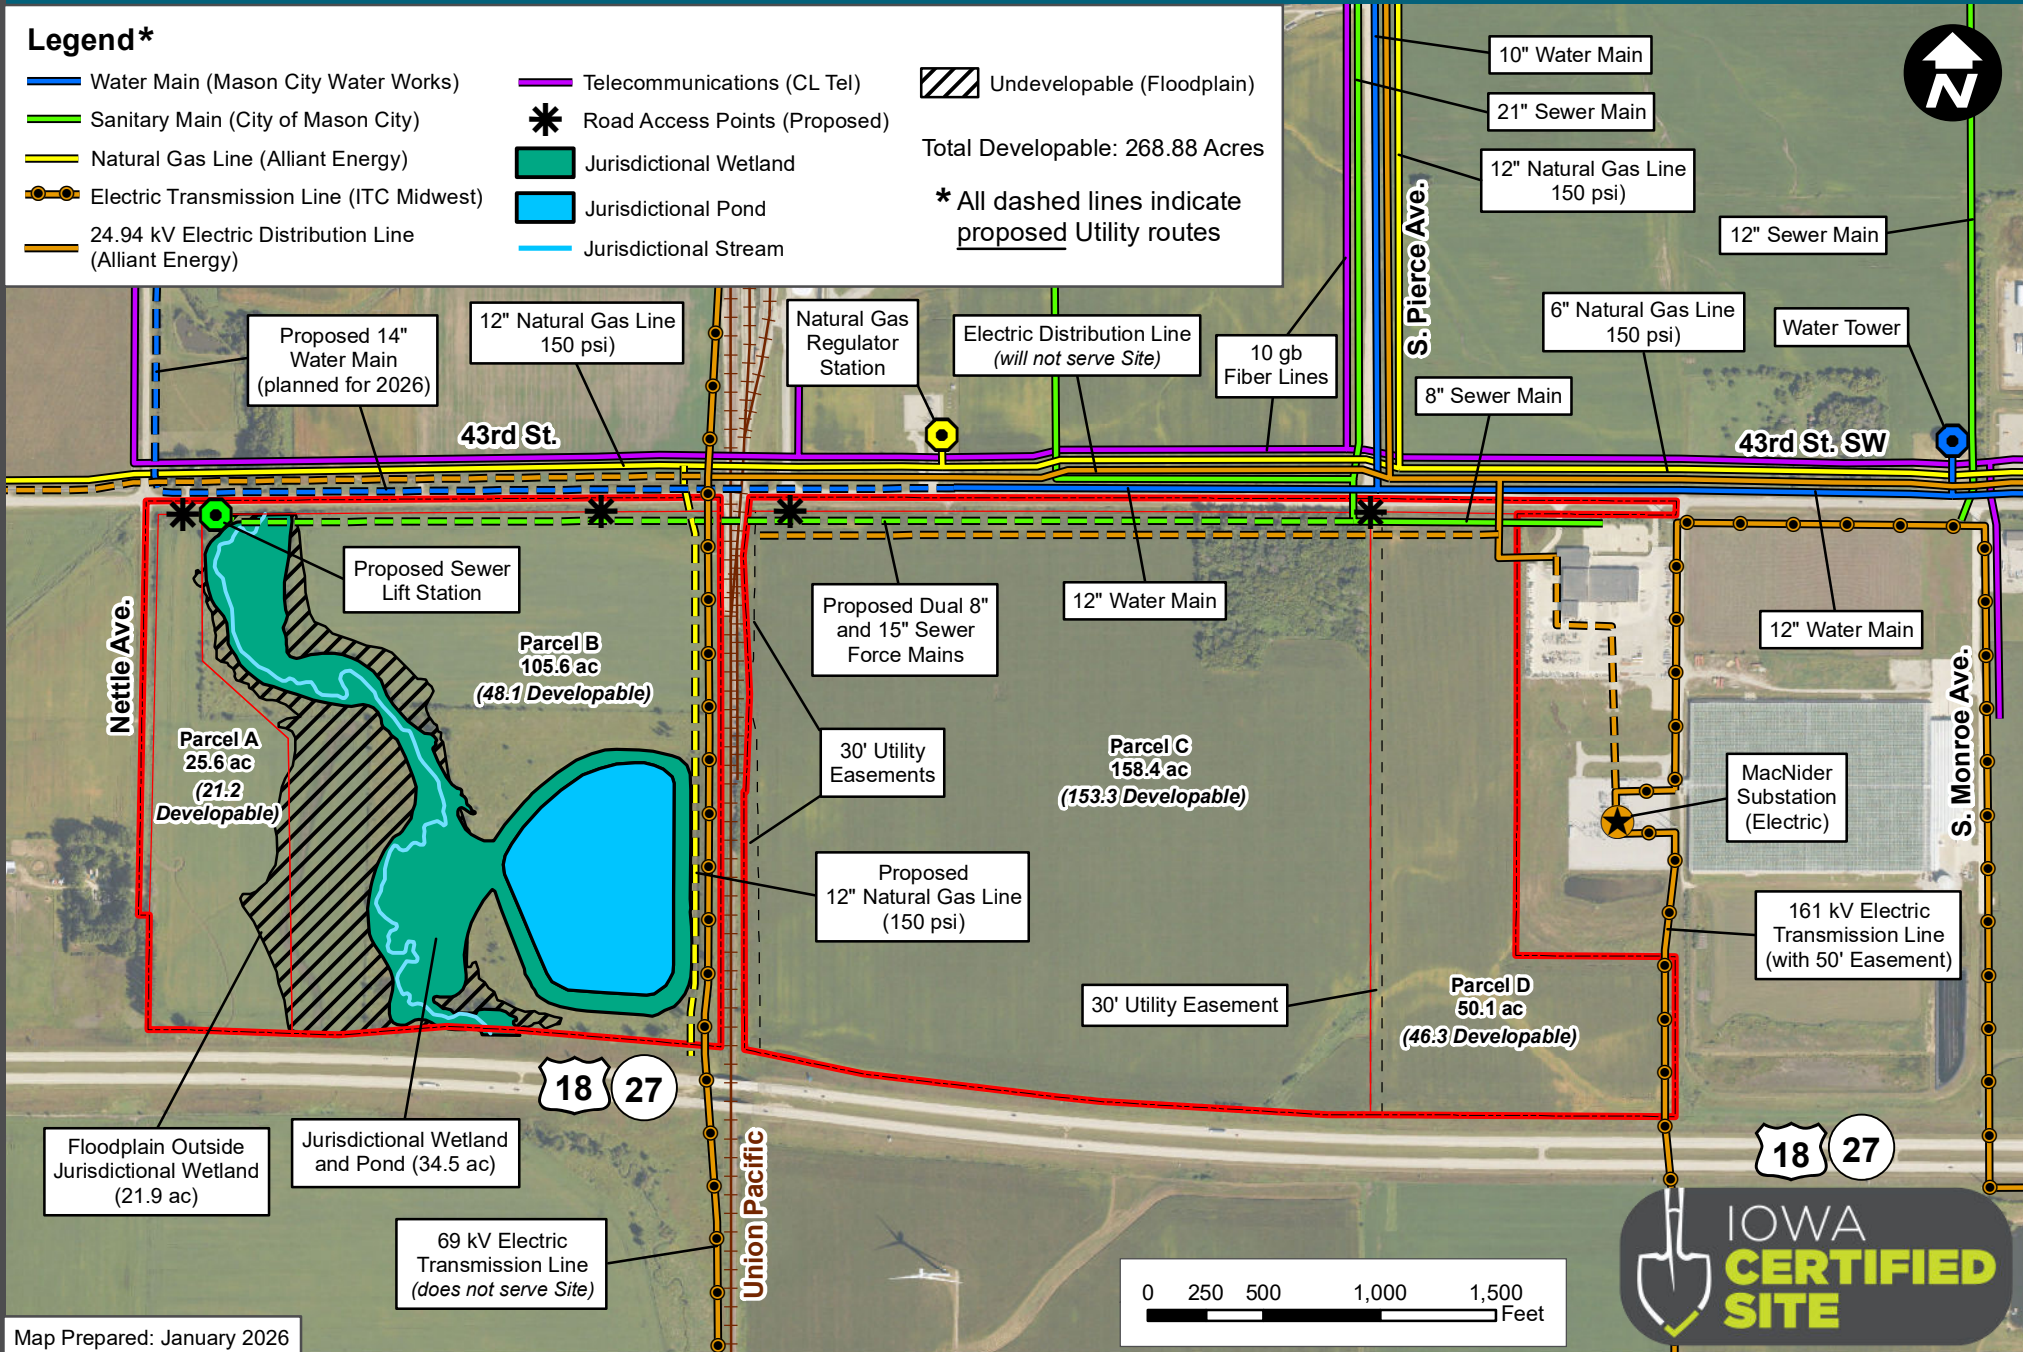 Legend*
Water Main (Mason City Water Works)
Sanitary Main (City of Mason City)
Natural Gas Line (Alliant Energy)
Electric Transmission Line (ITC Midwest)
24.94 kV Electric Distribution Line
(Alliant Energy)
Telecommunications (CL Tel)
Road Access Points (Proposed)
Jurisdictional Wetland
Jurisdictional Pond
Jurisdictional Stream
Undevelopable (Floodplain)
Total Developable: 268.88 Acres
* All dashed lines indicate
proposed Utility routes
10" Water Main
21" Sewer Main
12" Natural Gas Line
150 psi)
12" Sewer Main
N
S. Pierce Ave.
Proposed 14"
Water Main
(planned for 2026)
12" Natural Gas Line
150 psi)
Natural Gas
Regulator
Station
Electric Distribution Line
(will not serve Site)
10 gb
Fiber Lines
6" Natural Gas Line
150 psi)
Water Tower
8" Sewer Main
43rd St.
43rd St. SW
Proposed Sewer
Lift Station
Proposed Dual 8"
and 15" Sewer
Force Mains
12" Water Main
12" Water Main
Nettle Ave.
Parcel B
105.6 ac
(48.1 Developable)
Parcel A
25.6 ac
(21.2
Developable)
30' Utility
Easements
Parcel C
158.4 ac
(153.3 Developable)
MacNider
Substation
(Electric)
S. Monroe Ave.
Proposed
12" Natural Gas Line
(150 psi)
161 kV Electric
Transmission Line
(with 50' Easement)
30' Utility Easement
Parcel D
50.1 ac
(46.3 Developable)
18
27
Floodplain Outside
Jurisdictional Wetland
(21.9 ac)
Jurisdictional Wetland
and Pond (34.5 ac)
Union Pacific
18
27
69 kV Electric
Transmission Line
(does not serve Site)
0 250 500 1,000 1,500
Feet
IOWA
CERTIFIED
SITE
Map Prepared: January 2026